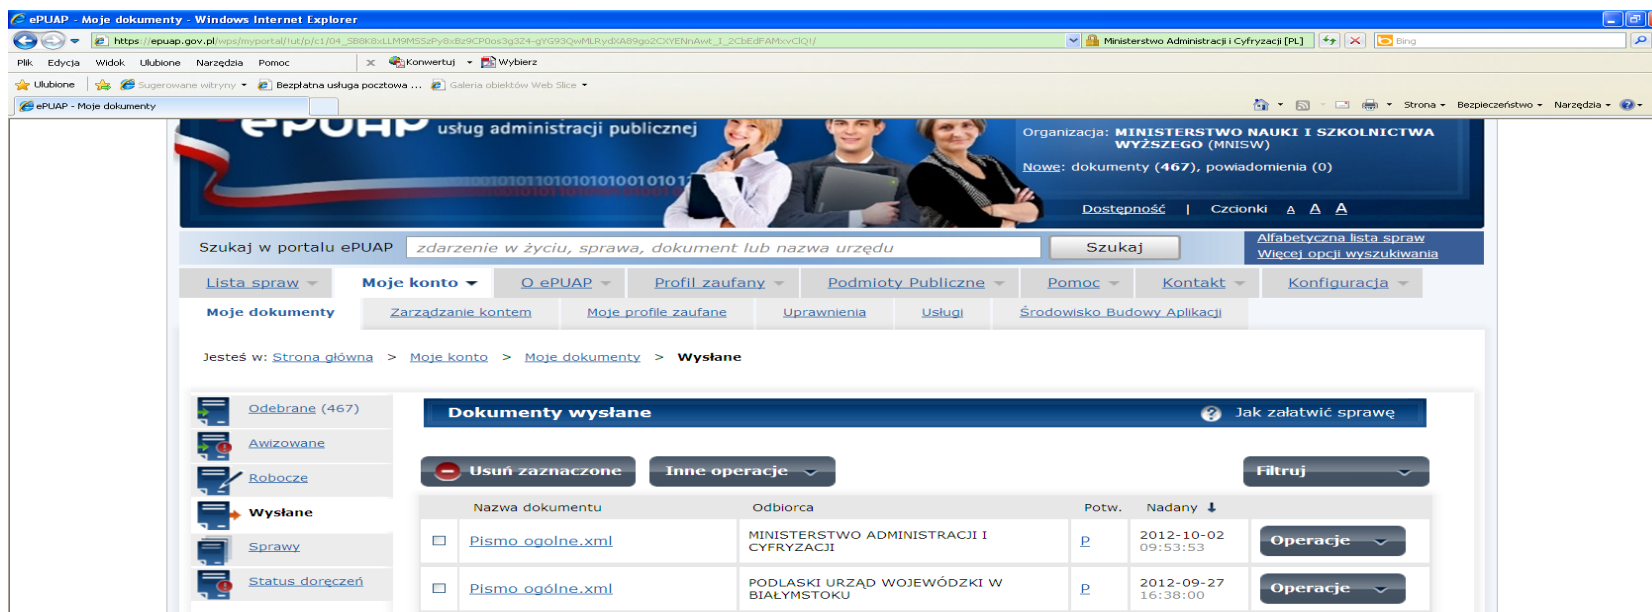 ePUAP - Moje dokumenty - Windows Internet Explorer
https://epuap.gov.pl/wps/myportal/
Ministerstwo Administracji i Cyfryzacji [PL]
Bing
Plik Edycja Widok Ulubione Narzędzia Pomoc
Konwertuj Wybierz
Ulubione Sugerowane witryny Bezpłatna usługa pocztowa ... Galeria obiektów Web Slice
ePUAP - Moje dokumenty
Strona Bezpieczeństwo Narzędzia
ePUAP usług administracji publicznej
Organizacja: MINISTERSTWO NAUKI I SZKOLNICTWA
WYŻSZEGO (MNISW)
Nowe: dokumenty (467), powiadomienia (0)
Dostępność | Czcionki A A A
Szukaj w portalu ePUAP zdarzenie w życiu, sprawa, dokument lub nazwa urzędu Szukaj
Alfabetyczna lista spraw
Więcej opcji wyszukiwania
Lista spraw Moje konto O ePUAP Profil zaufany Podmioty Publiczne Pomoc Kontakt Konfiguracja
Moje dokumenty Zarządzanie kontem Moje profile zaufane Uprawnienia Usługi Środowisko Budowy Aplikacji
Jesteś w: Strona główna > Moje konto > Moje dokumenty > Wysłane
Odebrane (467)
Awizowane
Robocze
Wysłane
Sprawy
Status doręczeń
Dokumenty wysłane
? Jak załatwić sprawę
Usuń zaznaczone Inne operacje Filtruj
Nazwa dokumentu Odbiorca Potw. Nadany
Pismo ogolne.xml
MINISTERSTWO ADMINISTRACJI I
CYFRYZACJI
P
2012-10-02
09:53:53
Operacje
Pismo ogólne.xml
PODLASKI URZĄD WOJEWÓDZKI W
BIAŁYMSTOKU
P
2012-09-27
16:38:00
Operacje